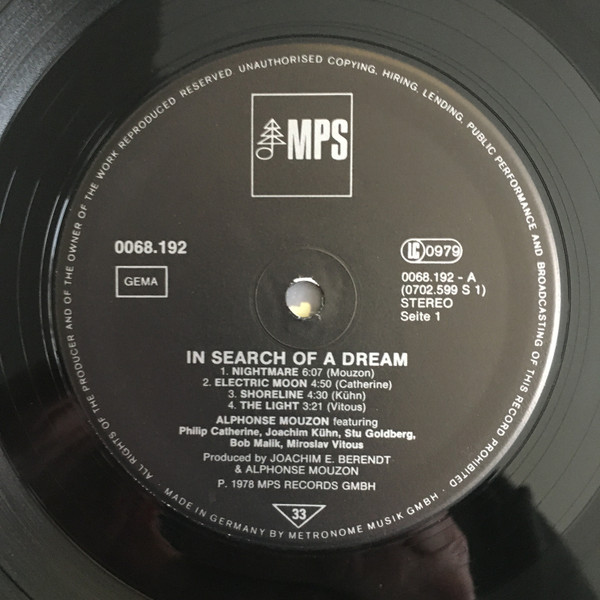 ALL RIGHTS OF THE PRODUCER AND OF THE OWNER OF THE WORK REPRODUCED RESERVED. UNAUTHORISED COPYING, HIRING, LENDING, PUBLIC PERFORMANCE AND BROADCASTING OF THIS RECORD PROHIBITED ·
MPS
0068.192
GEMA
LC 0979
0068.192 - A
(0702.599 S 1)
STEREO
Seite 1
IN SEARCH OF A DREAM
1. NIGHTMARE 6:07 (Mouzon)
2. ELECTRIC MOON 4:50 (Catherine)
3. SHORELINE 4:30 (Kühn)
4. THE LIGHT 3:21 (Vitous)
ALPHONSE MOUZON featuring
Philip Catherine, Joachim Kühn, Stu Goldberg,
Bob Malik, Miroslav Vitous
Produced by JOACHIM E. BERENDT
& ALPHONSE MOUZON
P. 1978 MPS RECORDS GMBH
33
MADE IN GERMANY BY METRONOME MUSIK GMBH ·